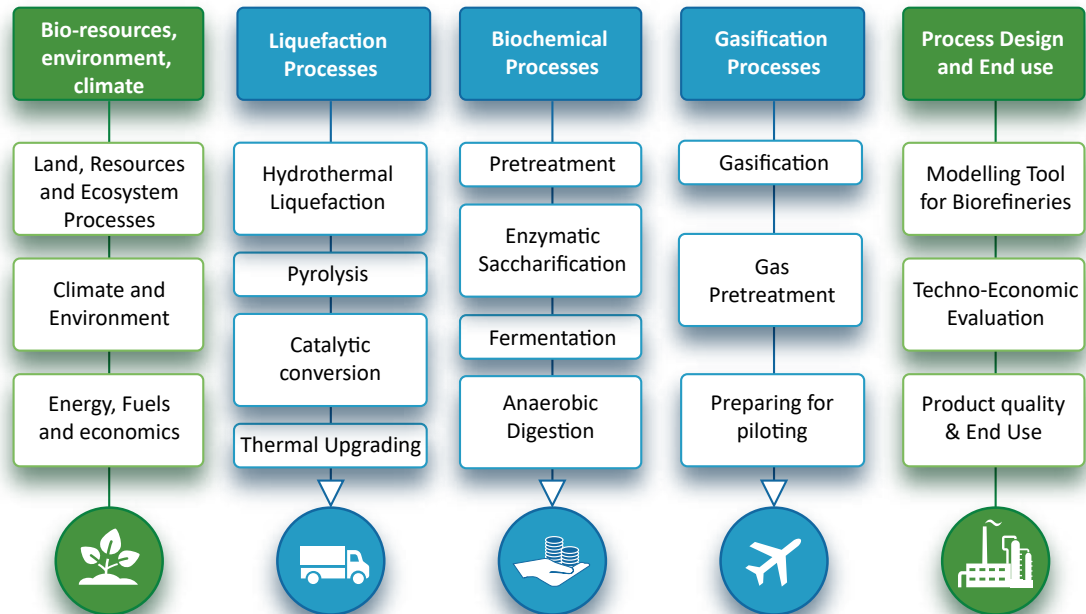 Bio-resources,
environment,
climate
Land, Resources
and Ecosystem
Processes
Climate and
Environment
Energy, Fuels
and economics
Liquefaction
Processes
Hydrothermal
Liquefaction
Pyrolysis
Catalytic
conversion
Thermal Upgrading
Biochemical
Processes
Pretreatment
Enzymatic
Saccharification
Fermentation
Anaerobic
Digestion
Gasification
Processes
Gasification
Gas
Pretreatment
Preparing for
piloting
Process Design
and End use
Modelling Tool
for Biorefineries
Techno-Economic
Evaluation
Product quality
& End Use